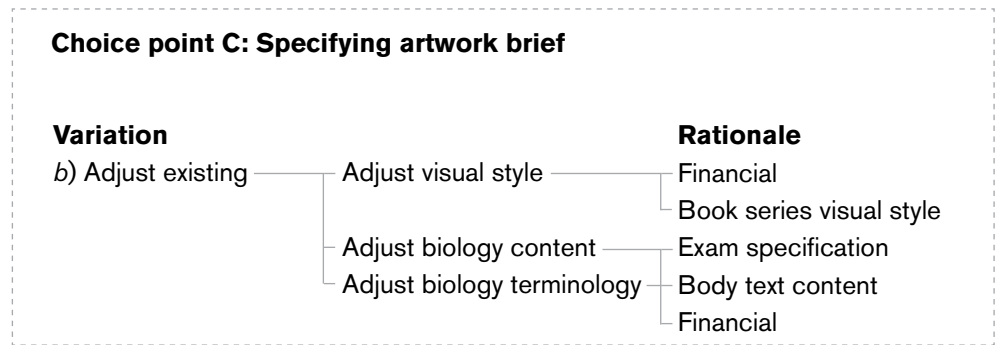 Choice point C: Specifying artwork brief
Variation Rationale
b) Adjust existing Adjust visual style Financial
Book series visual style
Adjust biology content Exam specification
Adjust biology terminology Body text content
Financial